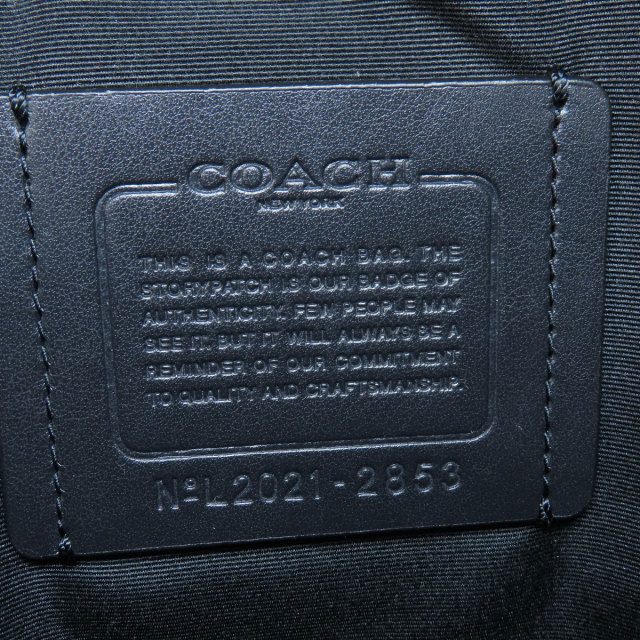 COACH
NEW YORK
THIS IS A COACH BAG. THE
STORYPATCH IS OUR BADGE OF
AUTHENTICITY. FEW PEOPLE MAY
SEE IT, BUT IT WILL ALWAYS BE A
REMINDER OF OUR COMMITMENT
TO QUALITY AND CRAFTSMANSHIP.
NºL2021-2853